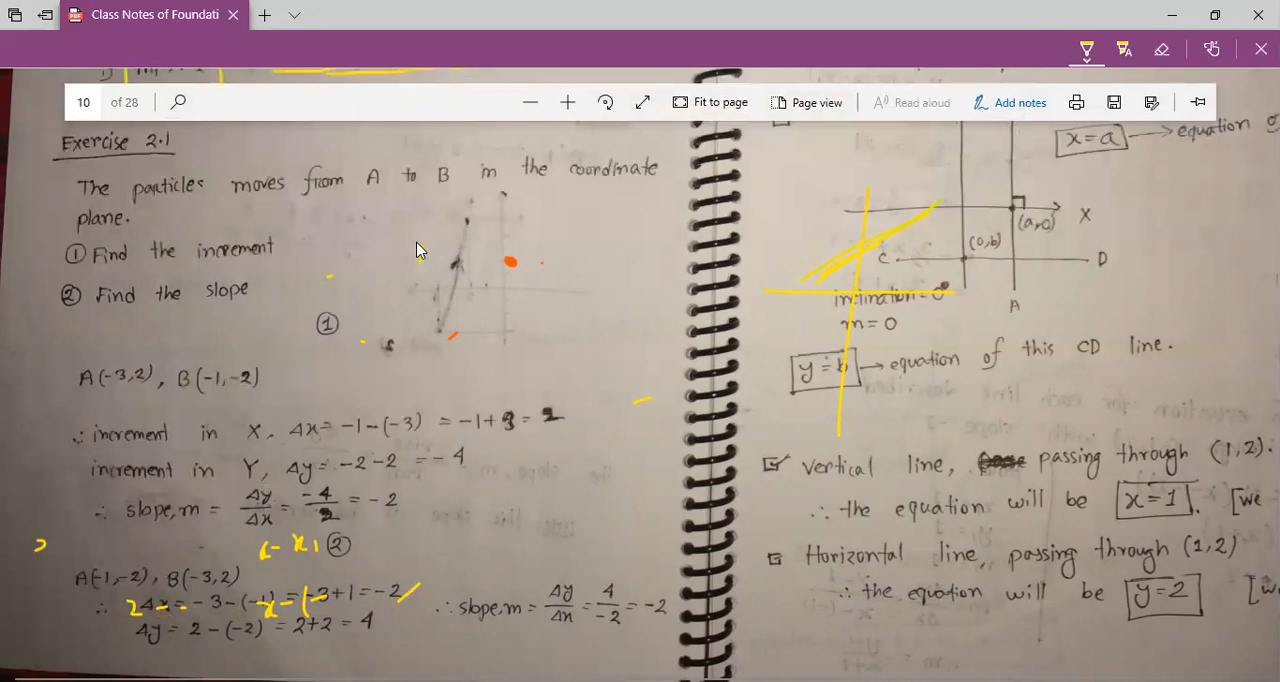 Class Notes of Foundati
10 of 28
Fit to page
Page view
Read aloud
Add notes
Exercise 2.1
The particles moves from A to B in the coordinate
plane.
① Find the increment
② Find the slope
①
A(-3,2), B(-1,-2)
∴ increment in X, Δx = -1-(-3) = -1+3 = 2
increment in Y, Δy = -2-2 = -4
∴ slope, m = Δy/Δx = -4/2 = -2
②
A(-1,-2), B(-3,2)
∴ Δx = -3-(-1) = -3+1 = -2
Δy = 2-(-2) = 2+2 = 4
∴ slope, m = Δy/Δx = 4/-2 = -2
x=a → equation
X
(a,0)
(0,b)
C D
A
inclination = 0°
m = 0
y = b → equation of this CD line.
Vertical line, passing through (1,2).
∴ the equation will be x=1. [we
Horizontal line, passing through (1,2)
∴ the equation will be y=2